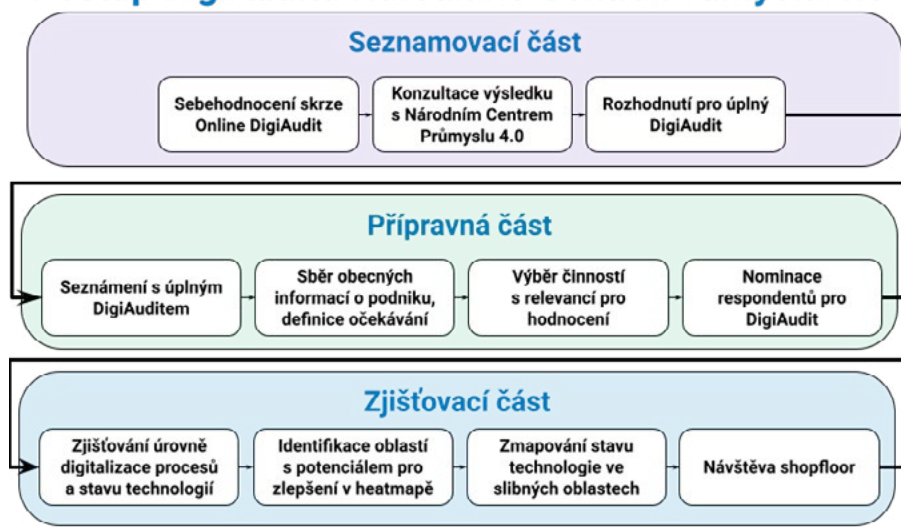 Seznamovací část
Sebehodnocení skrze
Online DigiAudit
Konzultace výsledku
s Národním Centrem
Průmyslu 4.0
Rozhodnutí pro úplný
DigiAudit
Přípravná část
Seznámení s úplným
DigiAuditem
Sběr obecných
informací o podniku,
definice očekávání
Výběr činností
s relevancí pro
hodnocení
Nominace
respondentů pro
DigiAudit
Zjišťovací část
Zjišťování úrovně
digitalizace procesů
a stavu technologií
Identifikace oblastí
s potenciálem pro
zlepšení v heatmapě
Zmapování stavu
technologie ve
slibných oblastech
Návštěva shopfloor